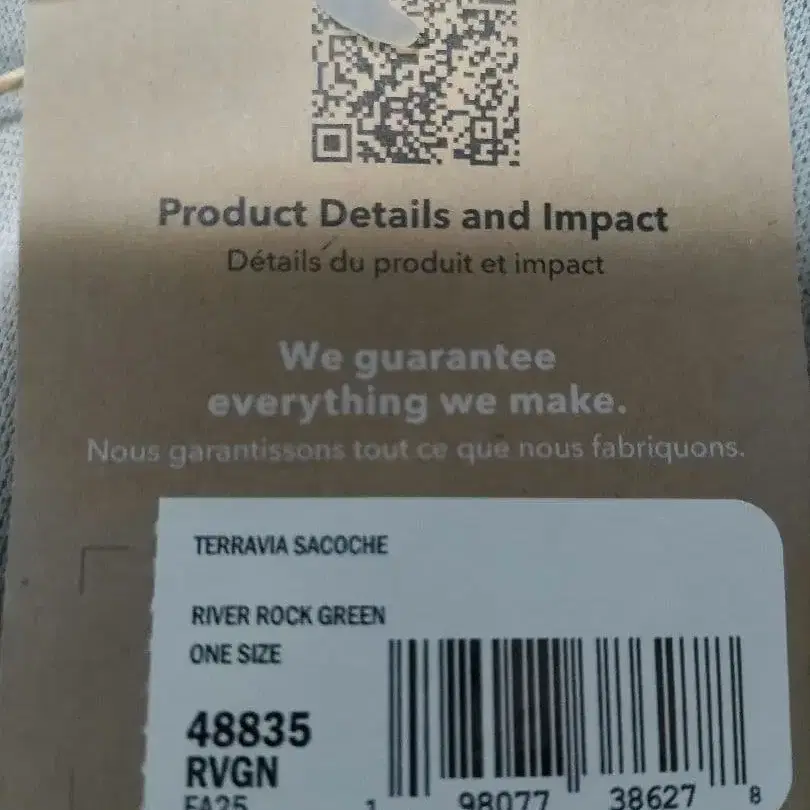 Product Details and Impact
Détails du produit et impact
We guarantee
everything we make.
Nous garantissons tout ce que nous fabriquons.
TERRAVIA SACOCHE
RIVER ROCK GREEN
ONE SIZE
48835
RVGN
FA25
1 98077 38627 8